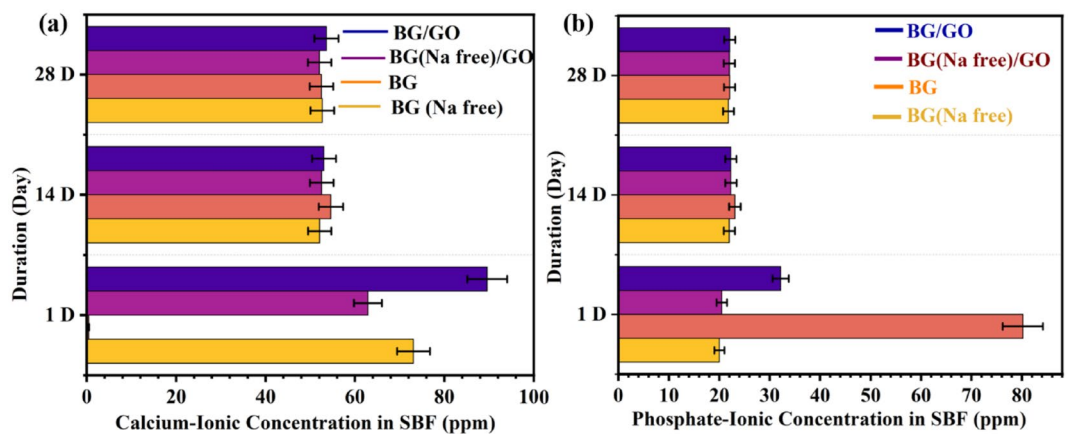 (a)
BG/GO
BG(Na free)/GO
BG
BG (Na free)
28 D
14 D
1 D
Duration (Day)
0 20 40 60 80 100
Calcium-Ionic Concentration in SBF (ppm)
(b)
BG/GO
BG(Na free)/GO
BG
BG(Na free)
28 D
14 D
1 D
Duration (Day)
0 10 20 30 40 50 60 70 80
Phosphate-Ionic Concentration in SBF (ppm)